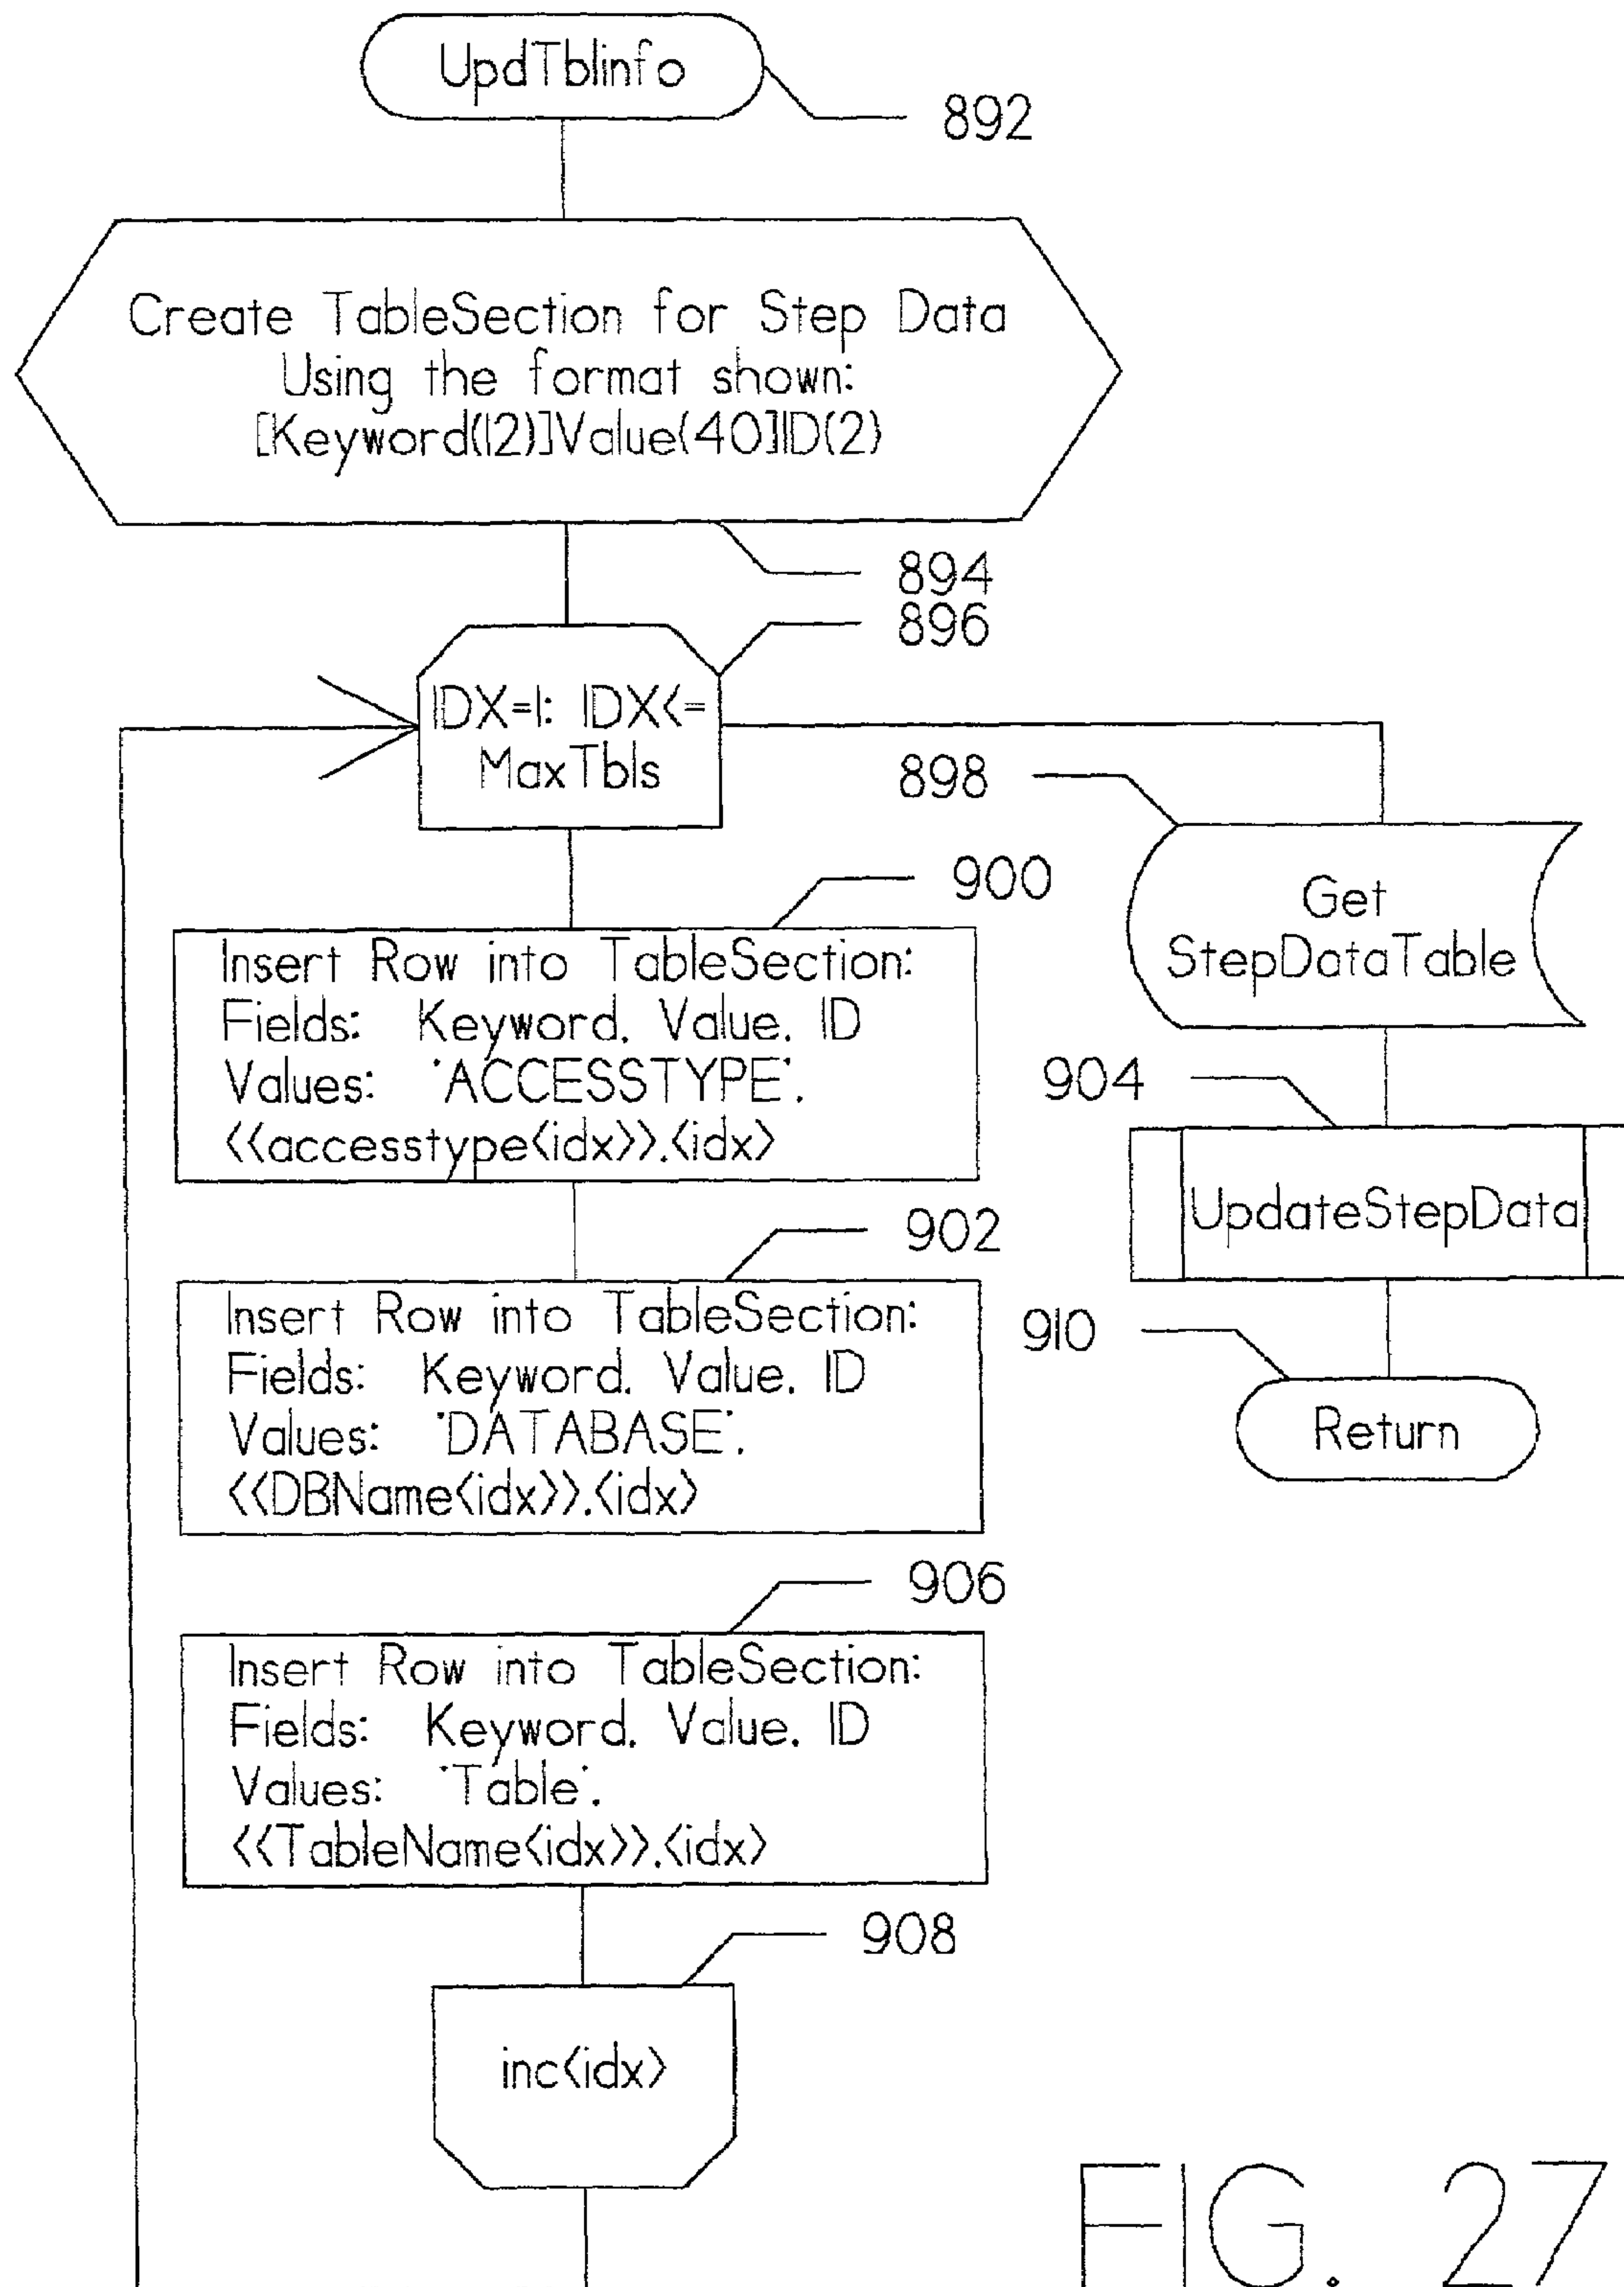 UpdTblinfo
892
Create TableSection for Step Data
Using the format shown:
[Keyword(12)]Value(40]ID(2)
894
896
IDX=1: IDX<=
MaxTbls
898
Get
StepDataTable
900
Insert Row into TableSection:
Fields: Keyword, Value, ID
Values: 'ACCESSTYPE',
<<accesstype<idx>>,<idx>
904
UpdateStepData
902
Insert Row into TableSection:
Fields: Keyword, Value, ID
Values: 'DATABASE',
<<DBName<idx>>,<idx>
910
Return
906
Insert Row into TableSection:
Fields: Keyword, Value, ID
Values: 'Table',
<<TableName<idx>>,<idx>
908
inc<idx>
FIG. 27